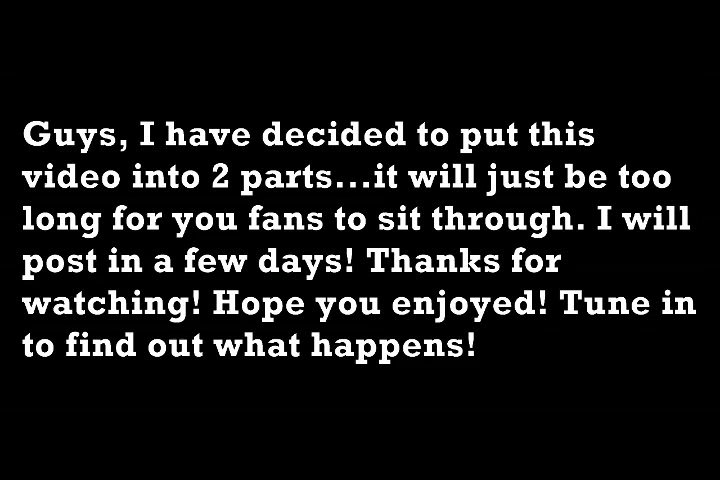 Guys, I have decided to put this
video into 2 parts...it will just be too
long for you fans to sit through. I will
post in a few days! Thanks for
watching! Hope you enjoyed! Tune in
to find out what happens!